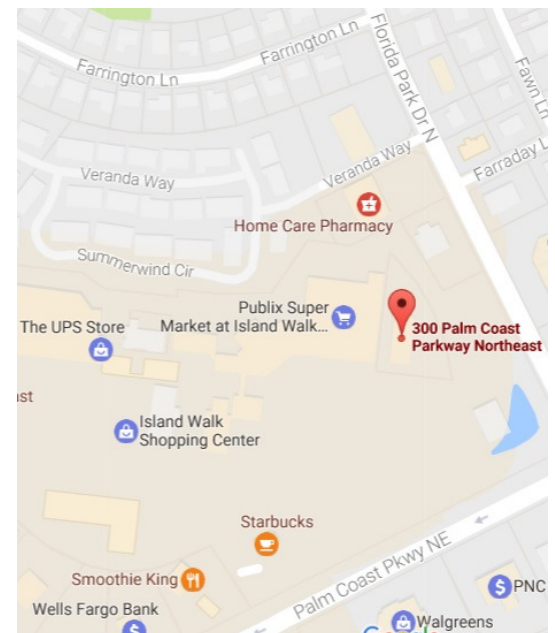 Farrington Ln
Farrington Ln
Florida Park Dr N
Fawn Ln
Farraday L
Veranda Way
Veranda Way
Home Care Pharmacy
Summerwind Cir
The UPS Store
Publix Super
Market at Island Walk...
300 Palm Coast
Parkway Northeast
ast
Island Walk
Shopping Center
Starbucks
Smoothie King
Palm Coast Pkwy NE
PNC
Wells Fargo Bank
Walgreens